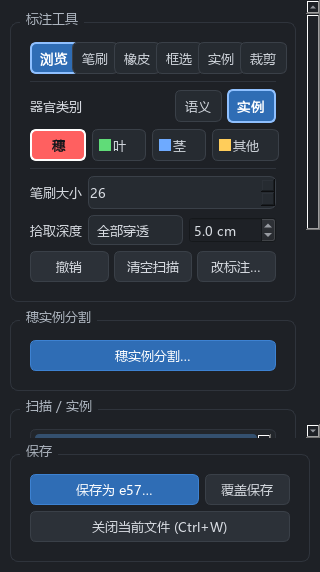 标注工具
浏览 笔刷 橡皮 框选 实例 裁剪
器官类别 语义 实例
穗 叶 茎 其他
笔刷大小 26
拾取深度 全部穿透 5.0 cm
撤销 清空扫描 改标注...
穗实例分割
穗实例分割...
扫描 / 实例
保存
保存为 e57... 覆盖保存
关闭当前文件 (Ctrl+W)